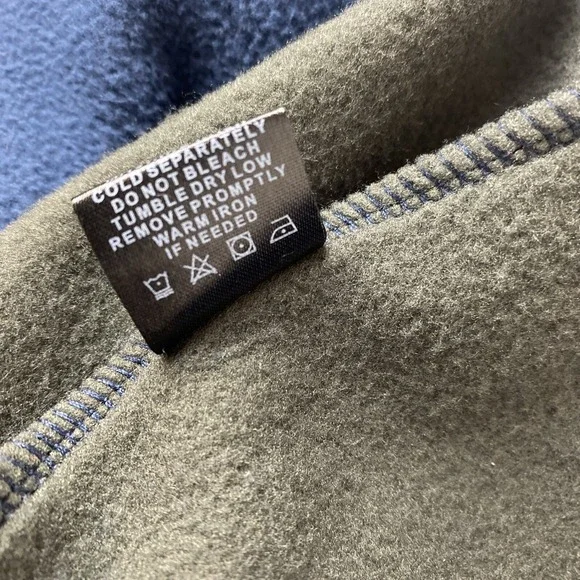 COLD SEPARATELY
DO NOT BLEACH
TUMBLE DRY LOW
REMOVE PROMPTLY
WARM IRON
IF NEEDED